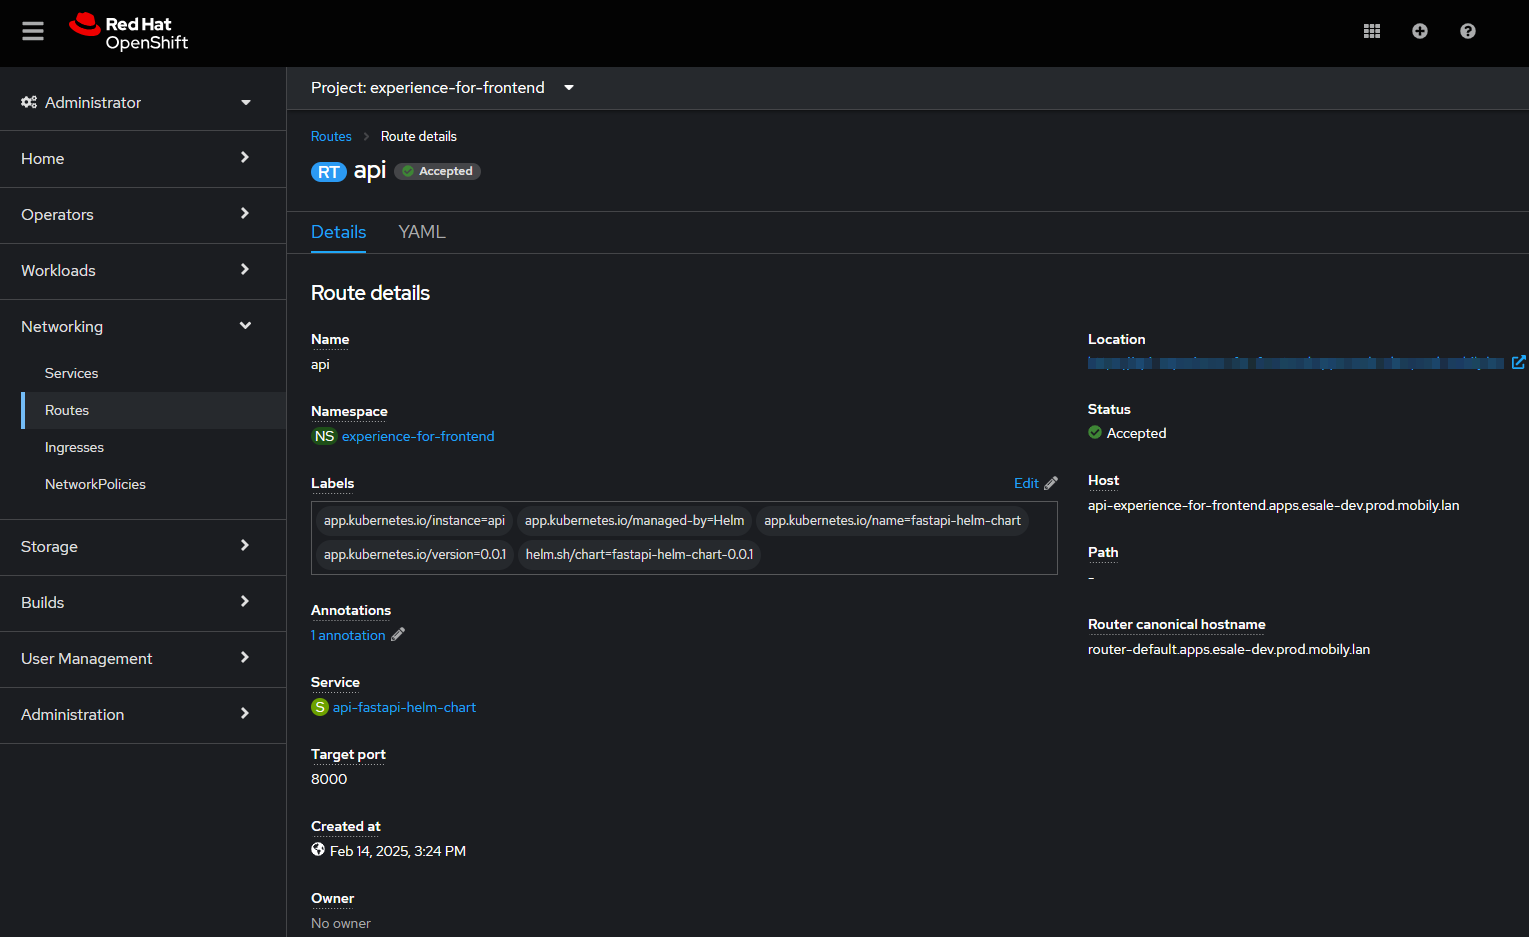 Red Hat
OpenShift
Administrator
Home
Operators
Workloads
Networking
Services
Routes
Ingresses
NetworkPolicies
Storage
Builds
User Management
Administration
Project: experience-for-frontend
Routes > Route details
RT api Accepted
Details YAML
Route details
Name
api
Namespace
NS experience-for-frontend
Labels Edit
app.kubernetes.io/instance=api app.kubernetes.io/managed-by=Helm app.kubernetes.io/name=fastapi-helm-chart
app.kubernetes.io/version=0.0.1 helm.sh/chart=fastapi-helm-chart-0.0.1
Annotations
1 annotation
Service
S api-fastapi-helm-chart
Target port
8000
Created at
Feb 14, 2025, 3:24 PM
Owner
No owner
Location
Status
Accepted
Host
api-experience-for-frontend.apps.esale-dev.prod.mobily.lan
Path
-
Router canonical hostname
router-default.apps.esale-dev.prod.mobily.lan